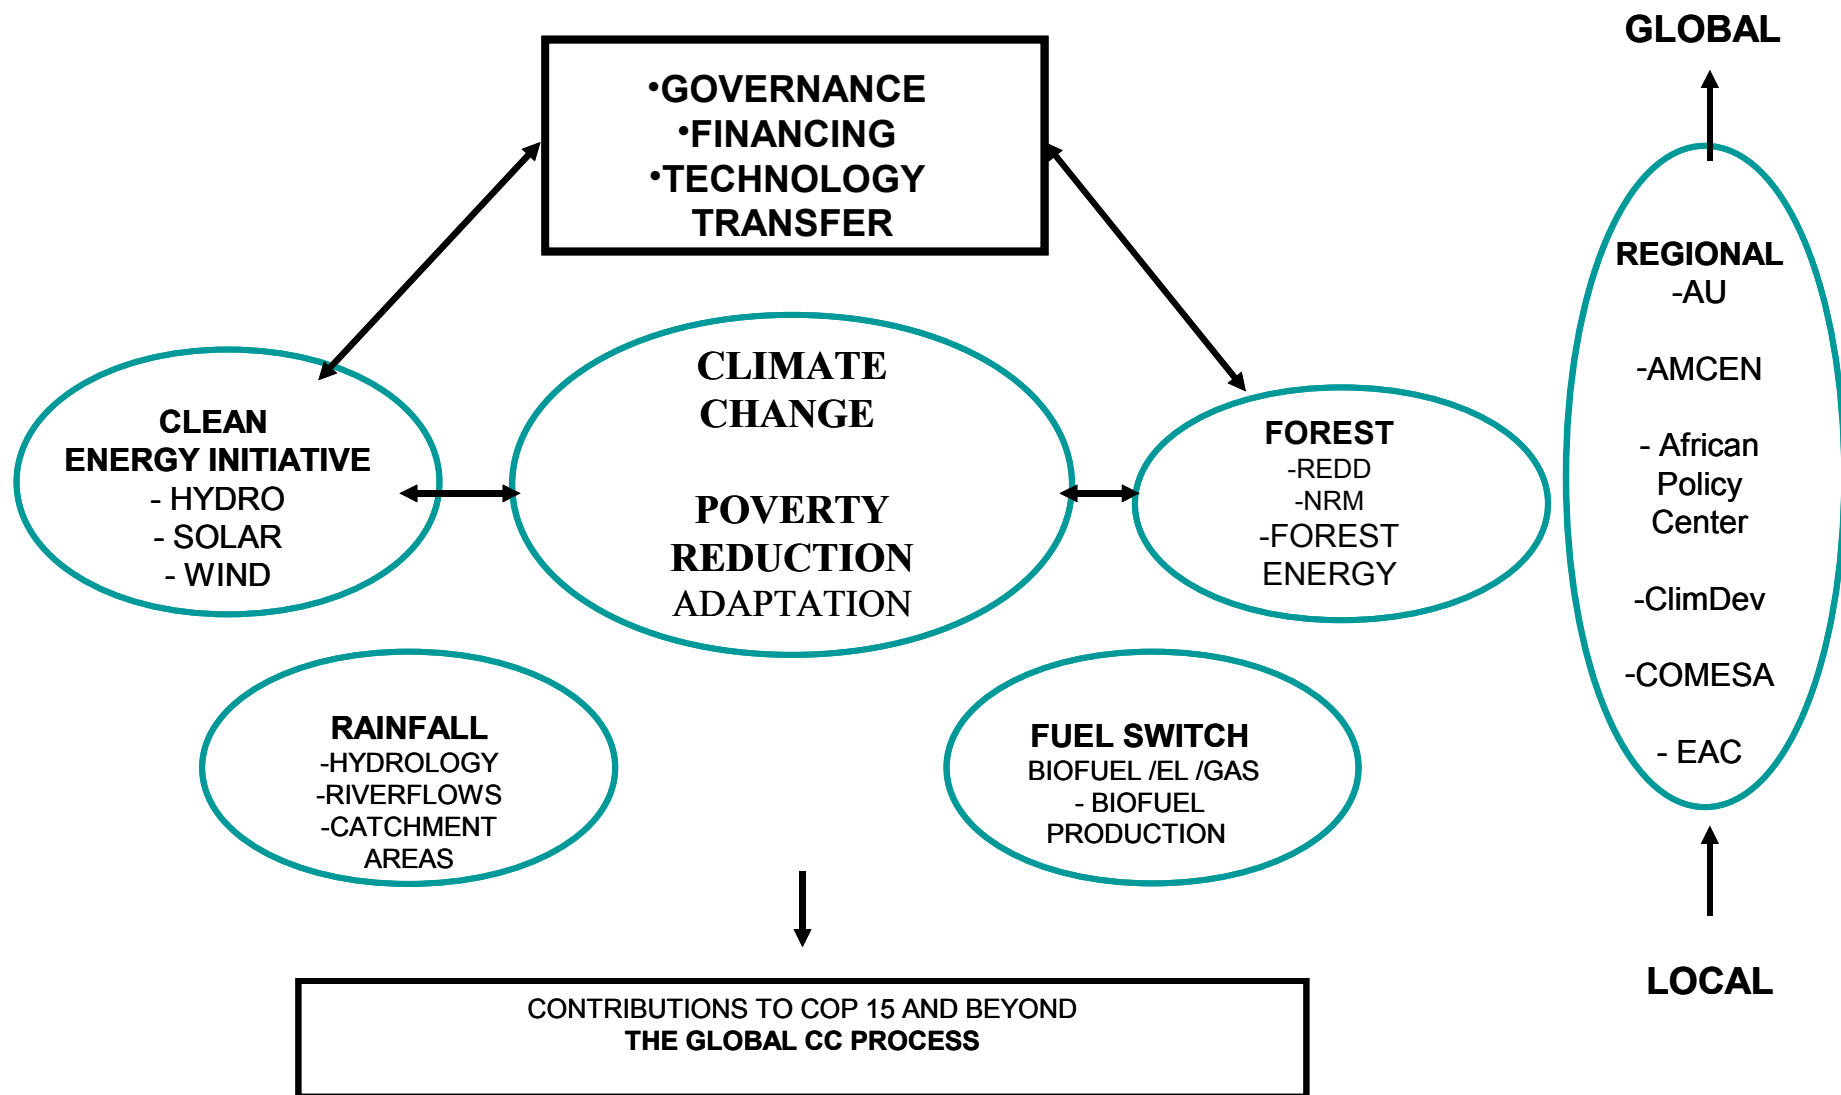 GLOBAL
•GOVERNANCE
•FINANCING
•TECHNOLOGY
TRANSFER
CLEAN
ENERGY INITIATIVE
- HYDRO
- SOLAR
- WIND
CLIMATE
CHANGE
POVERTY
REDUCTION
ADAPTATION
FOREST
-REDD
-NRM
-FOREST
ENERGY
REGIONAL
-AU
-AMCEN
- African
Policy
Center
-ClimDev
-COMESA
- EAC
RAINFALL
-HYDROLOGY
-RIVERFLOWS
-CATCHMENT
AREAS
FUEL SWITCH
BIOFUEL /EL /GAS
- BIOFUEL
PRODUCTION
LOCAL
CONTRIBUTIONS TO COP 15 AND BEYOND
THE GLOBAL CC PROCESS